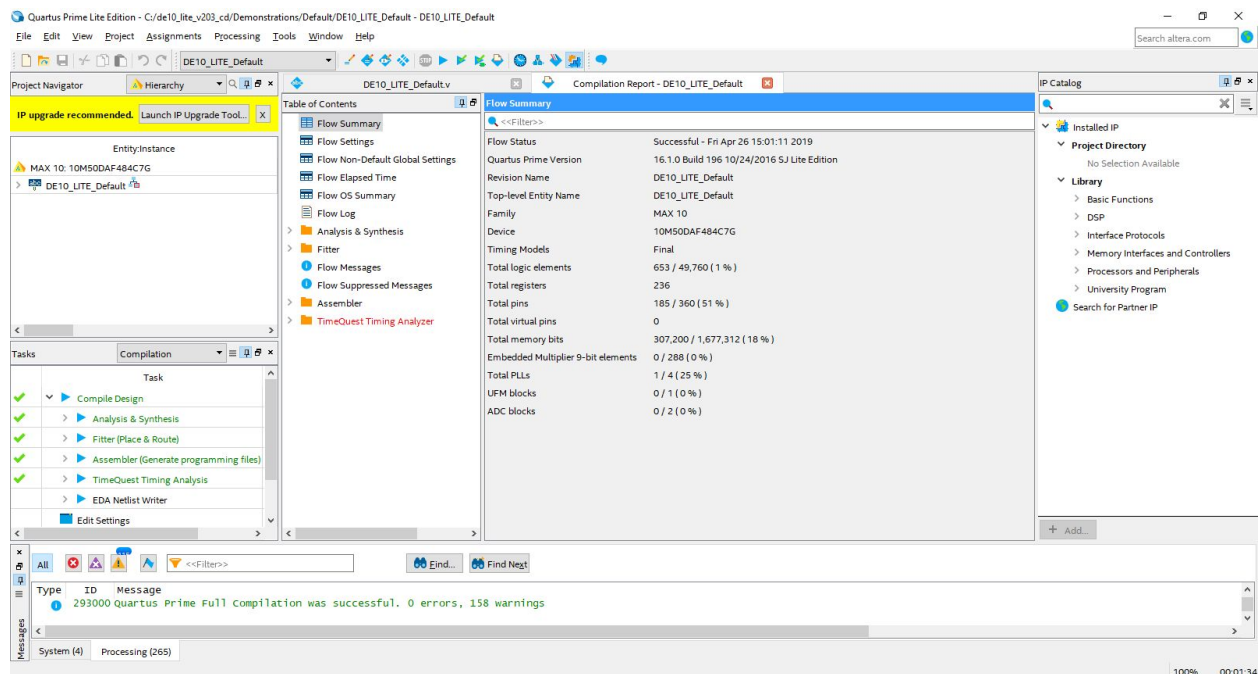 Quartus Prime Lite Edition - C:/de10_lite_v203_cd/Demonstrations/Default/DE10_LITE_Default - DE10_LITE_Default
File Edit View Project Assignments Processing Tools Window Help
Search altera.com
DE10_LITE_Default
Project Navigator
Hierarchy
IP upgrade recommended. Launch IP Upgrade Tool... X
Entity:Instance
MAX 10: 10M50DAF484C7G
DE10_LITE_Default
Tasks
Compilation
Task
Compile Design
Analysis & Synthesis
Fitter (Place & Route)
Assembler (Generate programming files)
TimeQuest Timing Analysis
EDA Netlist Writer
Edit Settings
DE10_LITE_Default.v
Compilation Report - DE10_LITE_Default
Table of Contents
Flow Summary
Flow Settings
Flow Non-Default Global Settings
Flow Elapsed Time
Flow OS Summary
Flow Log
Analysis & Synthesis
Fitter
Flow Messages
Flow Suppressed Messages
Assembler
TimeQuest Timing Analyzer
Flow Summary
<<Filter>>
Flow Status Successful - Fri Apr 26 15:01:11 2019
Quartus Prime Version 16.1.0 Build 196 10/24/2016 SJ Lite Edition
Revision Name DE10_LITE_Default
Top-level Entity Name DE10_LITE_Default
Family MAX 10
Device 10M50DAF484C7G
Timing Models Final
Total logic elements 653 / 49,760 ( 1 % )
Total registers 236
Total pins 185 / 360 ( 51 % )
Total virtual pins 0
Total memory bits 307,200 / 1,677,312 ( 18 % )
Embedded Multiplier 9-bit elements 0 / 288 ( 0 % )
Total PLLs 1 / 4 ( 25 % )
UFM blocks 0 / 1 ( 0 % )
ADC blocks 0 / 2 ( 0 % )
IP Catalog
Installed IP
Project Directory
No Selection Available
Library
Basic Functions
DSP
Interface Protocols
Memory Interfaces and Controllers
Processors and Peripherals
University Program
Search for Partner IP
+ Add...
All
<<Filter>>
Find...
Find Next
Type ID Message
293000 Quartus Prime Full Compilation was successful. 0 errors, 158 warnings
Messages
System (4) Processing (265)
100% 00:01:34